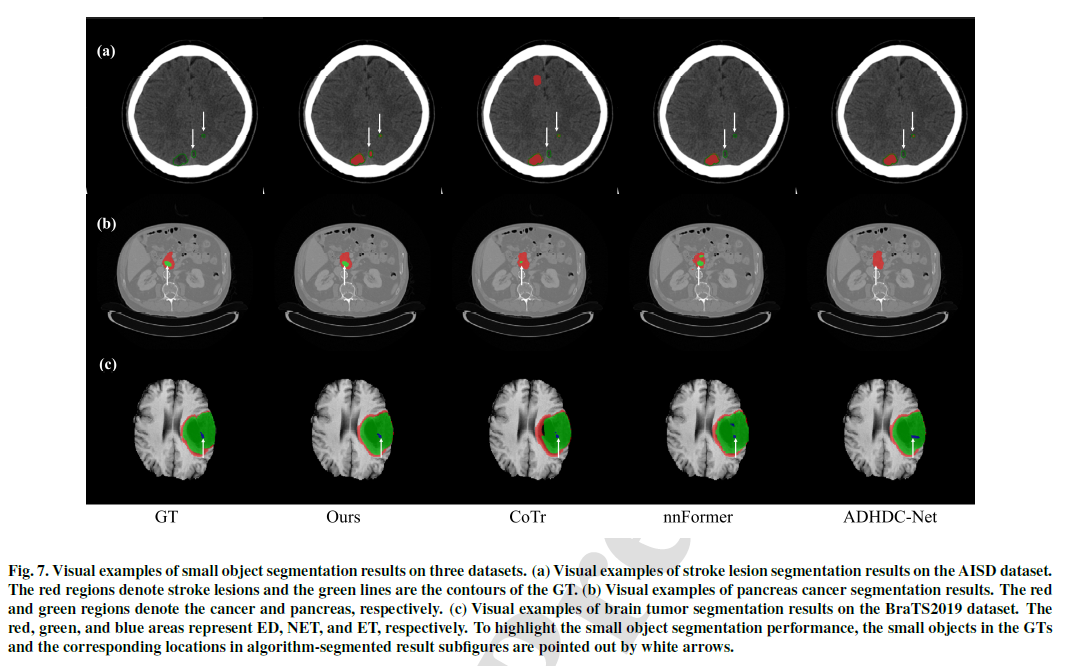 (a)
(b)
(c)
GT Ours CoTr nnFormer ADHDC-Net
Fig. 7. Visual examples of small object segmentation results on three datasets. (a) Visual examples of stroke lesion segmentation results on the AISD dataset.
The red regions denote stroke lesions and the green lines are the contours of the GT. (b) Visual examples of pancreas cancer segmentation results. The red
and green regions denote the cancer and pancreas, respectively. (c) Visual examples of brain tumor segmentation results on the BraTS2019 dataset. The
red, green, and blue areas represent ED, NET, and ET, respectively. To highlight the small object segmentation performance, the small objects in the GTs
and the corresponding locations in algorithm-segmented result subfigures are pointed out by white arrows.